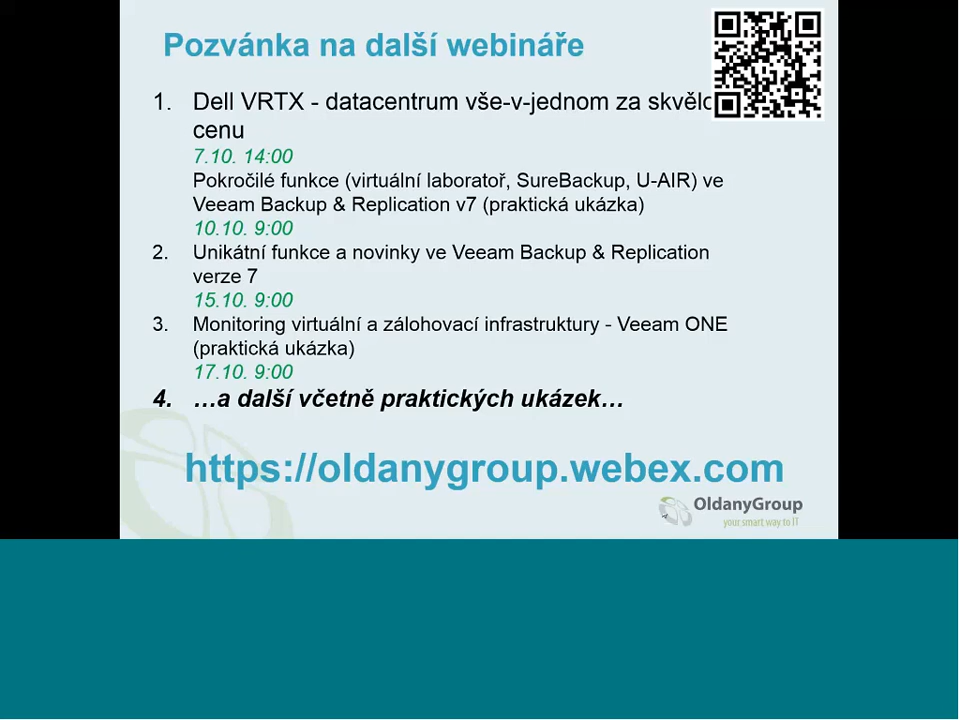 Pozvánka na další webináře
1. Dell VRTX - datacentrum vše-v-jednom za
cenu
7.10. 14:00
Pokročilé funkce (virtuální laboratoř, SureBackup, U-AIR) ve
Veeam Backup & Replication v7 (praktická ukázka)
10.10. 9:00
2. Unikátní funkce a novinky ve Veeam Backup & Replication
verze 7
15.10. 9:00
3. Monitoring virtuální a zálohovací infrastruktury - Veeam ONE
(praktická ukázka)
17.10. 9:00
4. …a další včetně praktických ukázek…
https://oldanygroup.webex.com
OldanyGroup
your smart way to IT